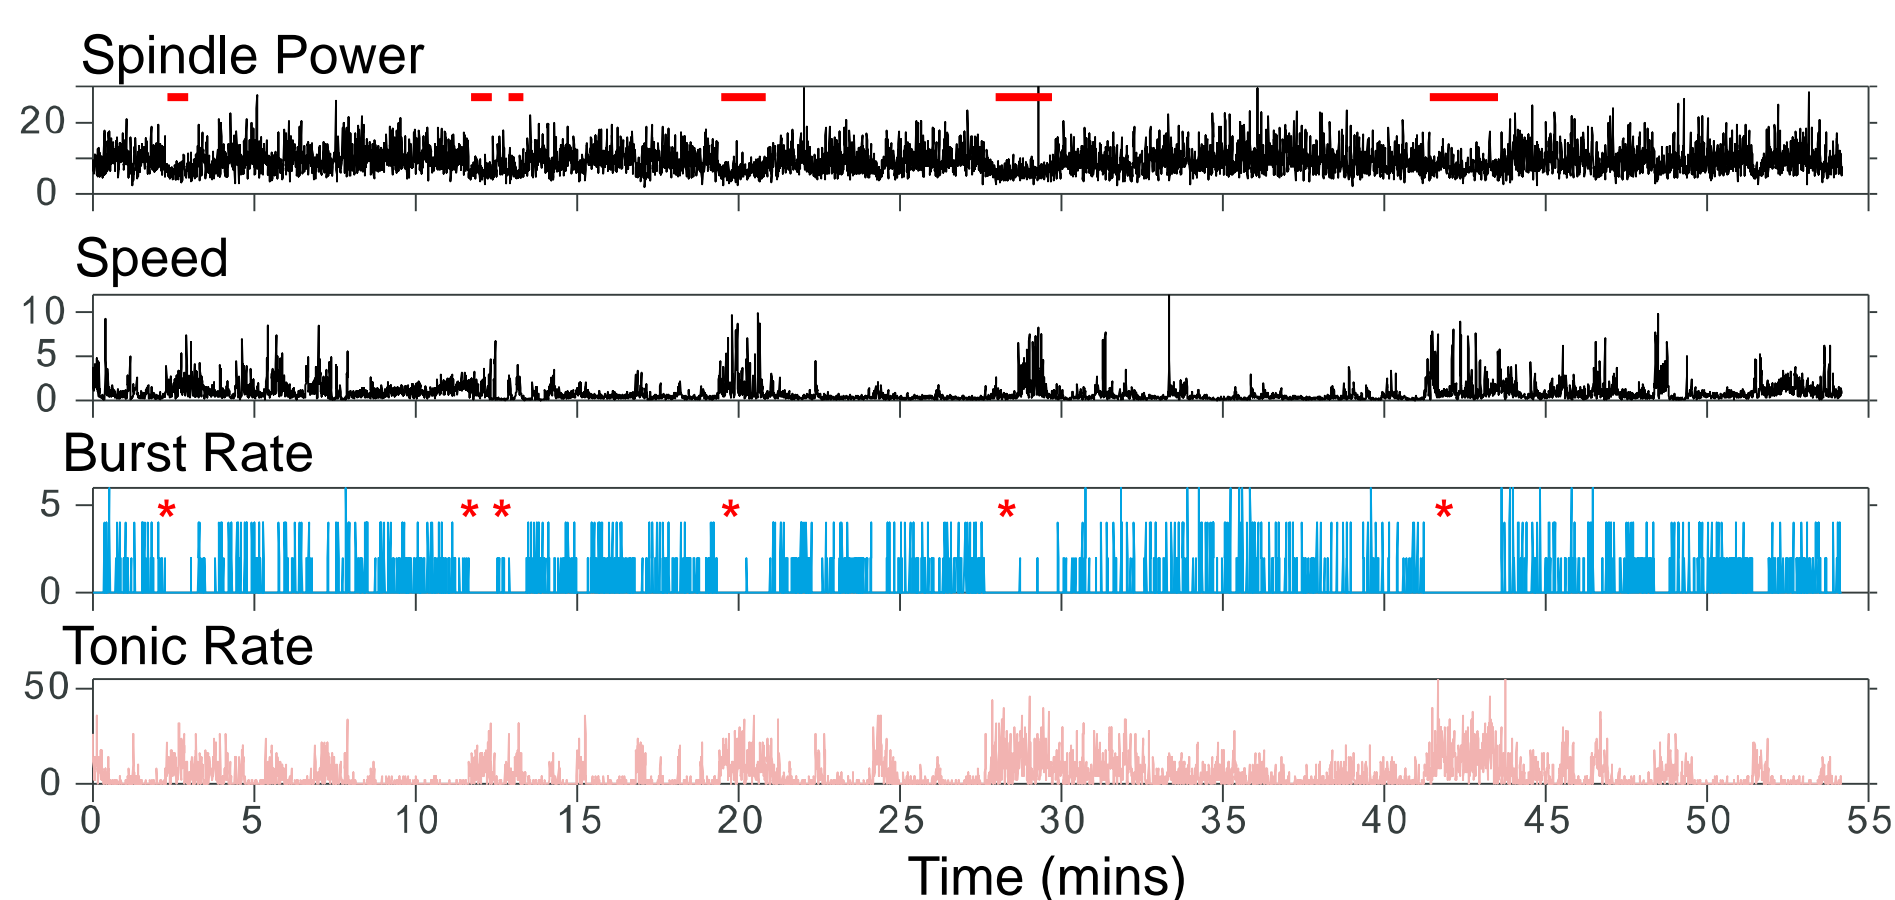 Spindle Power
20
0
Speed
10
5
0
Burst Rate
5
* * * * * *
0
Tonic Rate
50
0
0 5 10 15 20 25 30 35 40 45 50 55
Time (mins)